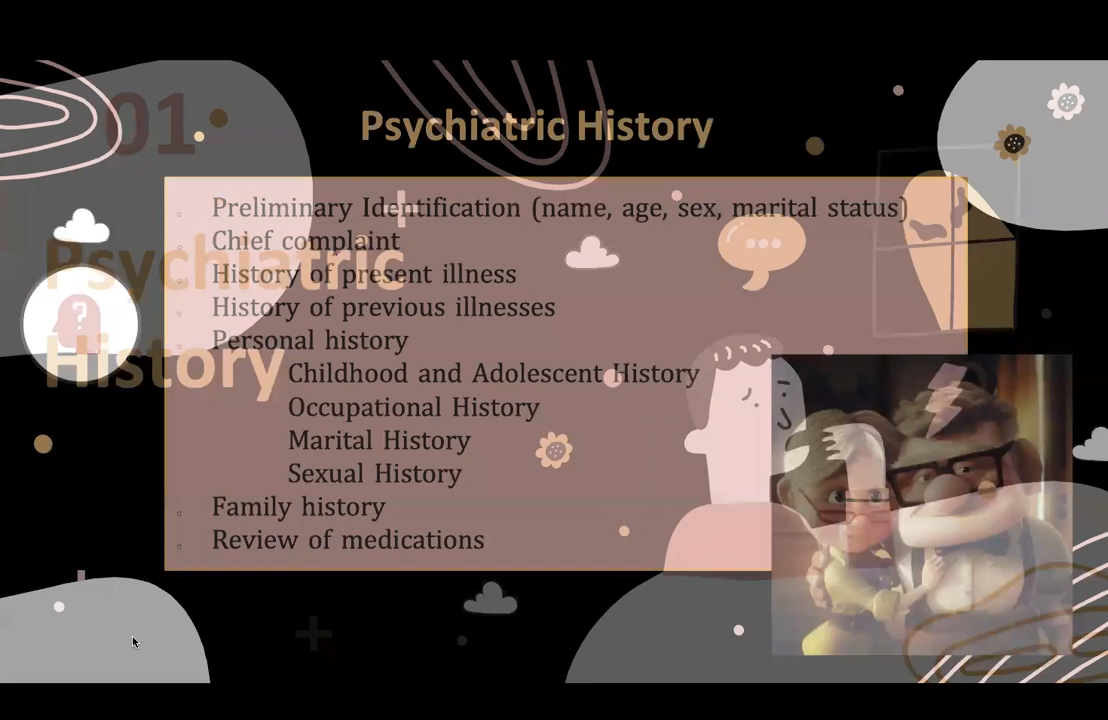 01
Psychiatric History
Psychiatric
History
?
Preliminary Identification (name, age, sex, marital status)
Chief complaint
History of present illness
History of previous illnesses
Personal history
Childhood and Adolescent History
Occupational History
Marital History
Sexual History
Family history
Review of medications